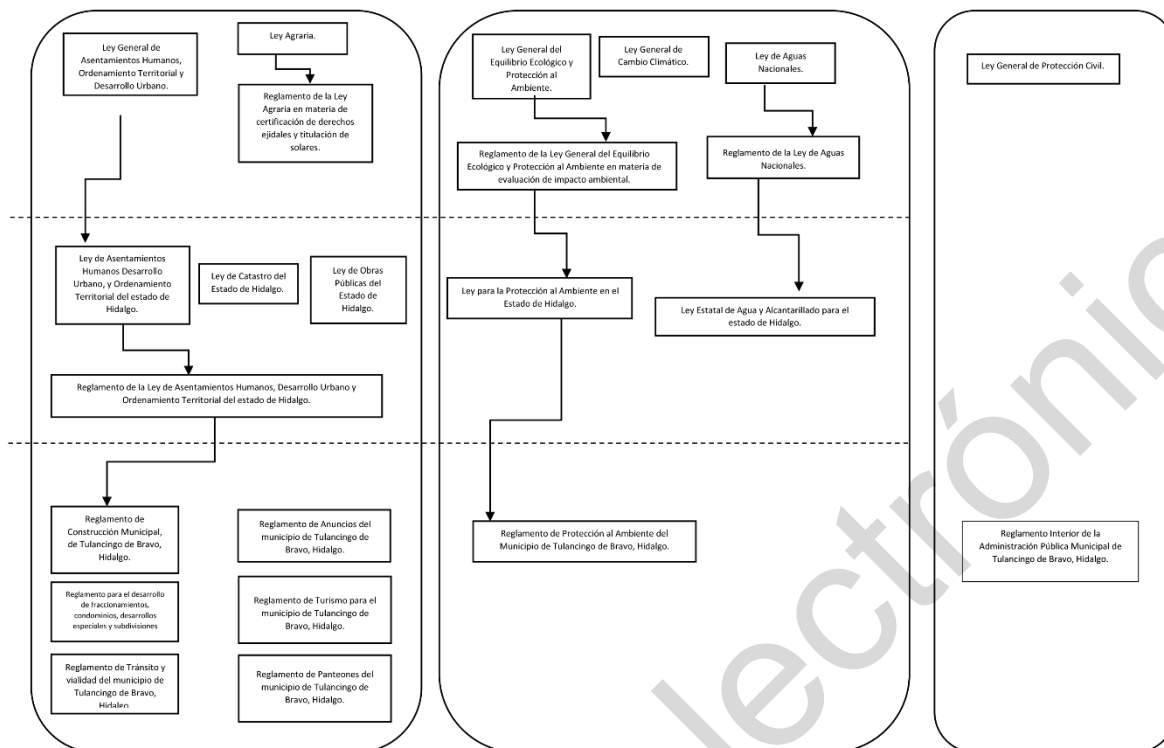 Ley General de
Asentamientos Humanos,
Ordenamiento Territorial y
Desarrollo Urbano.
Ley Agraria.
Reglamento de la Ley
Agraria en materia de
certificación de derechos
ejidales y titulación de
solares.
Ley General del
Equilibrio Ecológico y
Protección al
Ambiente.
Ley General de
Cambio Climático.
Ley de Aguas
Nacionales.
Ley General de Protección Civil.
Reglamento de la Ley General del Equilibrio
Ecológico y Protección al Ambiente en materia de
evaluación de impacto ambiental.
Reglamento de la Ley de Aguas
Nacionales.
Ley de Asentamientos
Humanos Desarrollo
Urbano, y Ordenamiento
Territorial del estado de
Hidalgo.
Ley de Catastro del
Estado de Hidalgo.
Ley de Obras
Públicas del
Estado de
Hidalgo.
Ley para la Protección al Ambiente en el
Estado de Hidalgo.
Ley Estatal de Agua y Alcantarillado para el
estado de Hidalgo.
Reglamento de la Ley de Asentamientos Humanos, Desarrollo Urbano y
Ordenamiento Territorial del estado de Hidalgo.
Reglamento de
Construcción Municipal,
de Tulancingo de Bravo,
Hidalgo.
Reglamento de Anuncios del
municipio de Tulancingo de
Bravo, Hidalgo.
Reglamento de Protección al Ambiente del
Municipio de Tulancingo de Bravo, Hidalgo.
Reglamento Interior de la
Administración Pública Municipal de
Tulancingo de Bravo, Hidalgo.
Reglamento para el desarrollo
de fraccionamientos,
condominios, desarrollos
especiales y subdivisiones
Reglamento de Turismo para el
municipio de Tulancingo de
Bravo, Hidalgo.
Reglamento de Tránsito y
vialidad del municipio de
Tulancingo de Bravo,
Hidalgo
Reglamento de Panteones del
municipio de Tulancingo de
Bravo, Hidalgo.
lectrónic